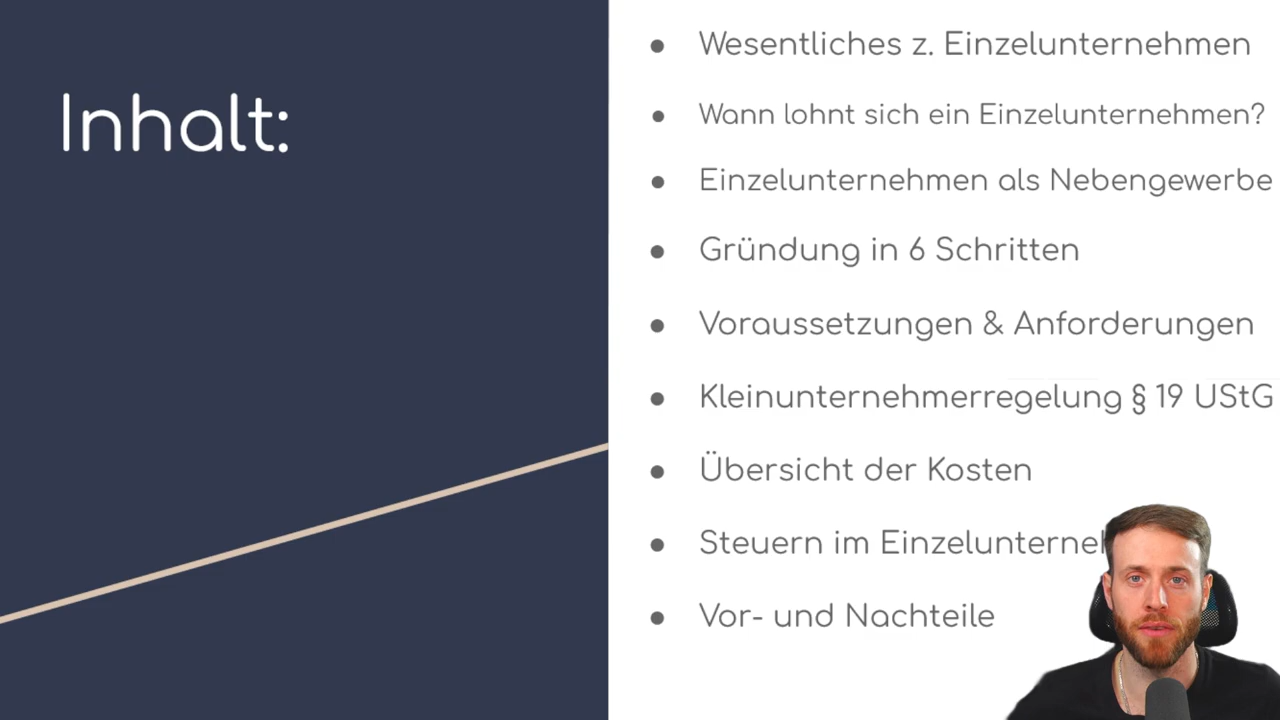 Inhalt:
Wesentliches z. Einzelunternehmen
Wann lohnt sich ein Einzelunternehmen?
Einzelunternehmen als Nebengewerbe
Gründung in 6 Schritten
Voraussetzungen & Anforderungen
Kleinunternehmerregelung § 19 UStG
Übersicht der Kosten
Steuern im
Vor- und Nachteile